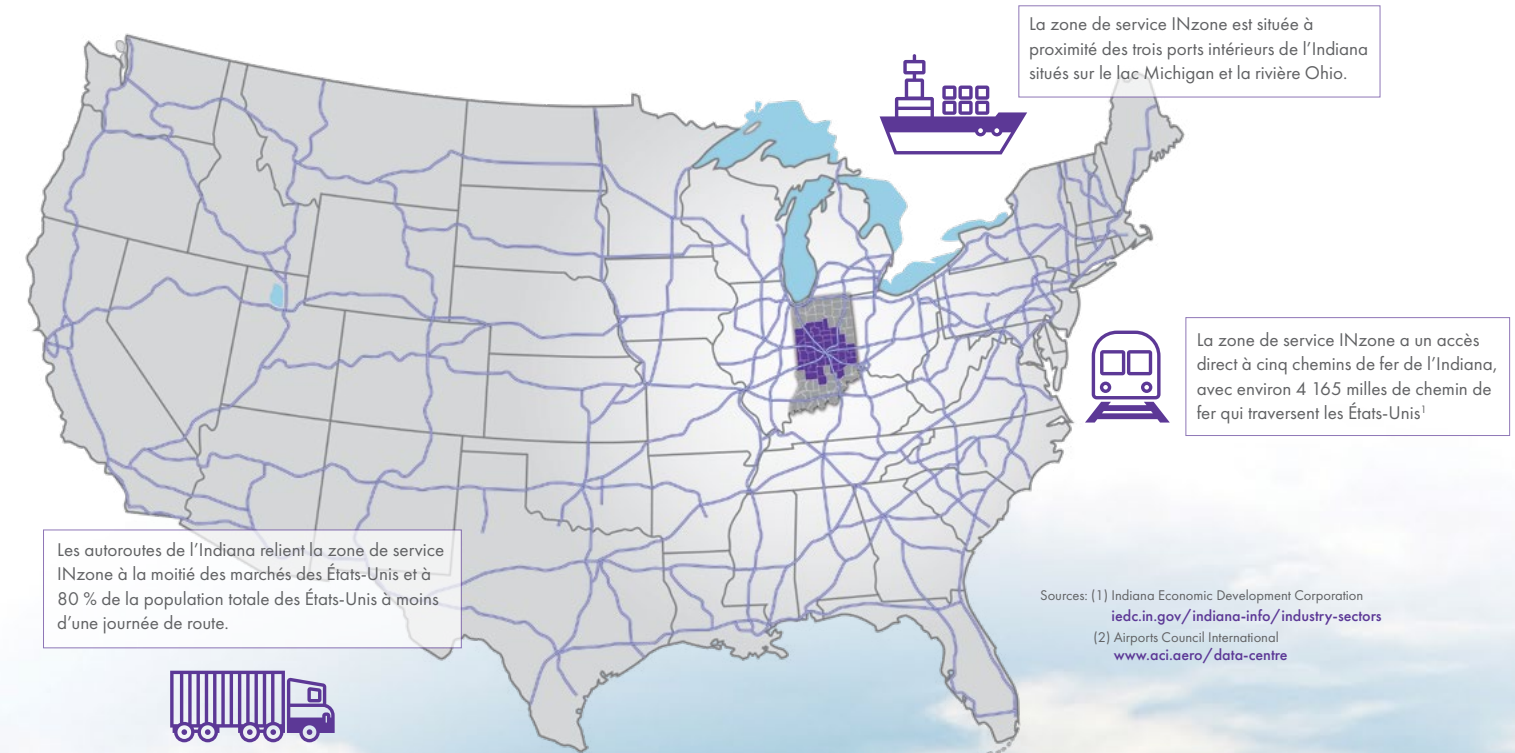 La zone de service INzone est située à
proximité des trois ports intérieurs de l’Indiana
situés sur le lac Michigan et la rivière Ohio.
La zone de service INzone a un accès
direct à cinq chemins de fer de l’Indiana,
avec environ 4 165 milles de chemin de
fer qui traversent les États-Unis¹
Les autoroutes de l’Indiana relient la zone de service
INzone à la moitié des marchés des États-Unis et à
80 % de la population totale des États-Unis à moins
d’une journée de route.
Sources: (1) Indiana Economic Development Corporation
iedc.in.gov/indiana-info/industry-sectors
(2) Airports Council International
www.aci.aero/data-centre